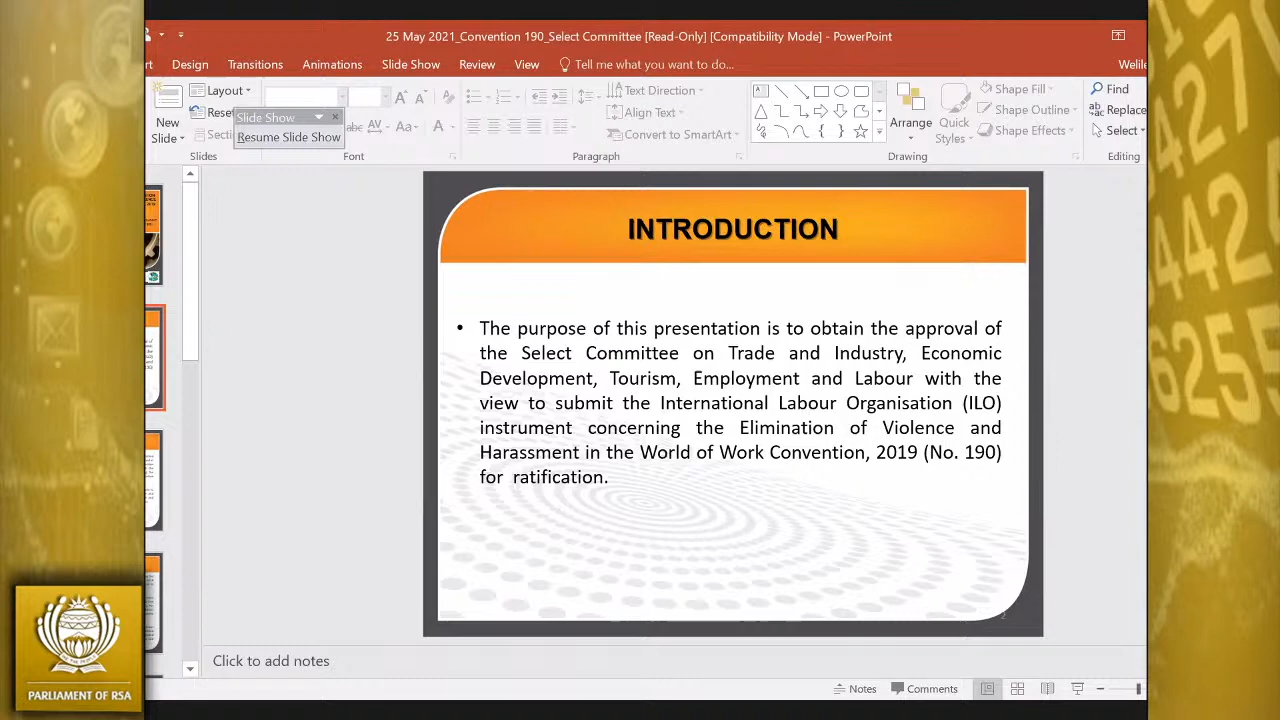 25 May 2021_Convention 190_Select Committee [Read-Only] [Compatibility Mode] - PowerPoint
Design Transitions Animations Slide Show Review View Tell me what you want to do...
Layout
Reset
New
Slide
Slides
Slide Show
Resume Slide Show
abc AV Aa A
Font
Text Direction
Align Text
Convert to SmartArt
Paragraph
Arrange
Quick
Styles
Shape Fill
Shape Outline
Shape Effects
Drawing
Find
Replace
Select
Editing
INTRODUCTION
• The purpose of this presentation is to obtain the approval of
the Select Committee on Trade and Industry, Economic
Development, Tourism, Employment and Labour with the
view to submit the International Labour Organisation (ILO)
instrument concerning the Elimination of Violence and
Harassment in the World of Work Convention, 2019 (No. 190)
for ratification.
2
Click to add notes
Notes Comments
PARLIAMENT OF RSA